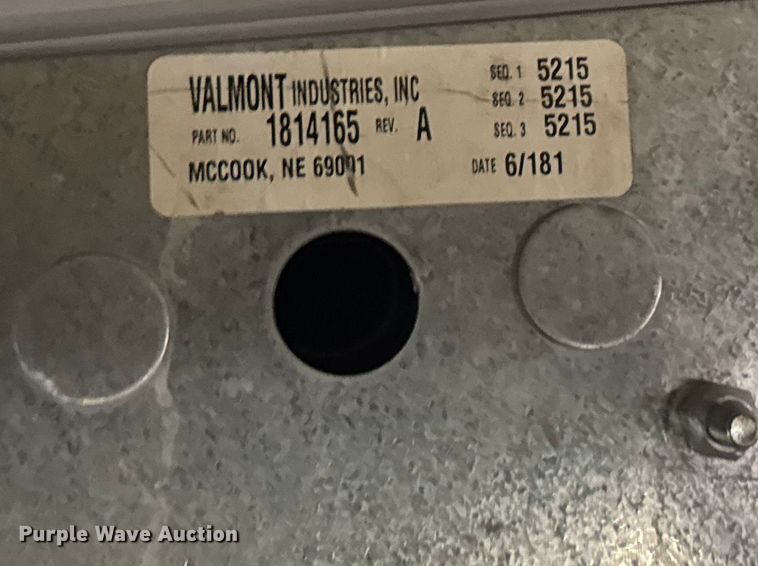 VALMONT INDUSTRIES, INC
PART NO. 1814165 REV. A
MCCOOK, NE 69001
SEQ. 1 5215
SEQ. 2 5215
SEQ. 3 5215
DATE 6/181
Purple Wave Auction